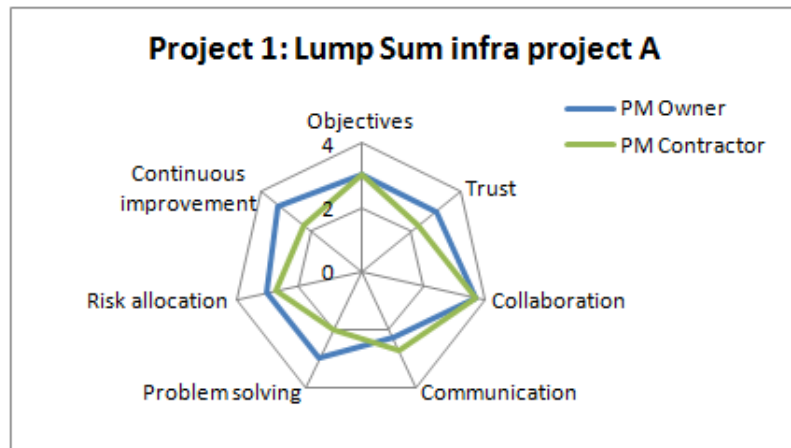 Project 1: Lump Sum infra project A
PM Owner
PM Contractor
Objectives
4
Continuous
improvement
Trust
2
0
Risk allocation
Collaboration
Problem solving
Communication